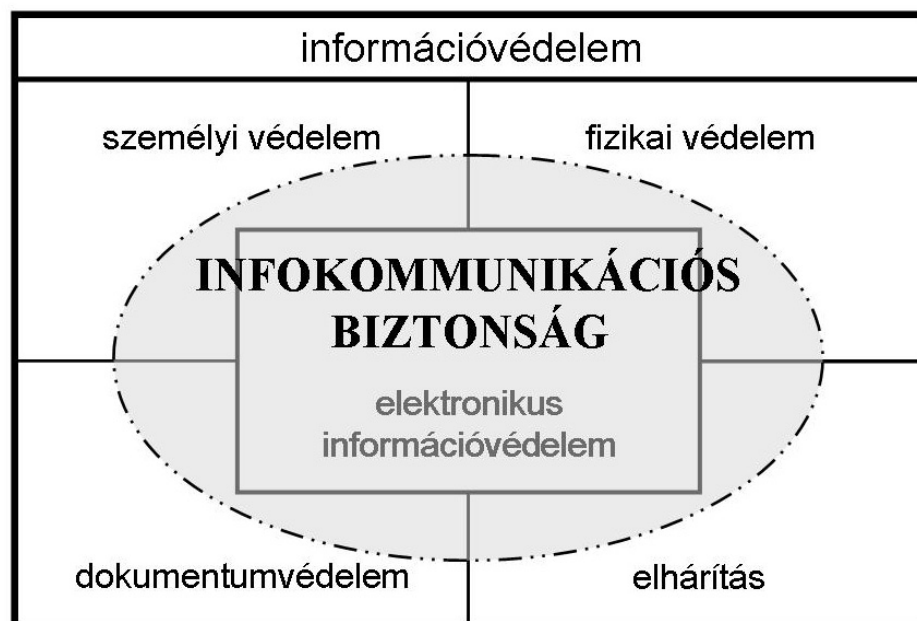 információvédelem
személyi védelem
fizikai védelem
INFOKOMMUNIKÁCIÓS
BIZTONSÁG
elektronikus
információvédelem
dokumentumvédelem
elhárítás